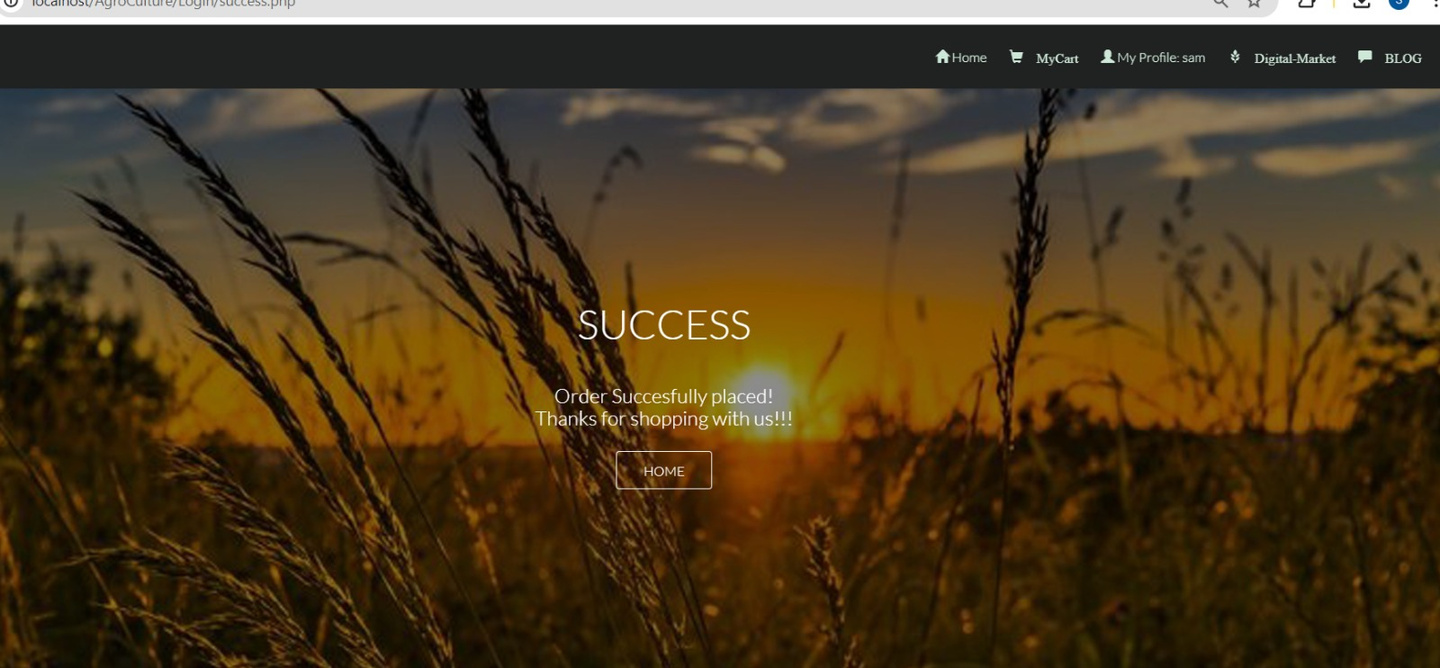 localhost/AgroCulture/Login/success.php
S
Home MyCart My Profile: sam Digital-Market BLOG
SUCCESS
Order Succesfully placed!
Thanks for shopping with us!!!
HOME